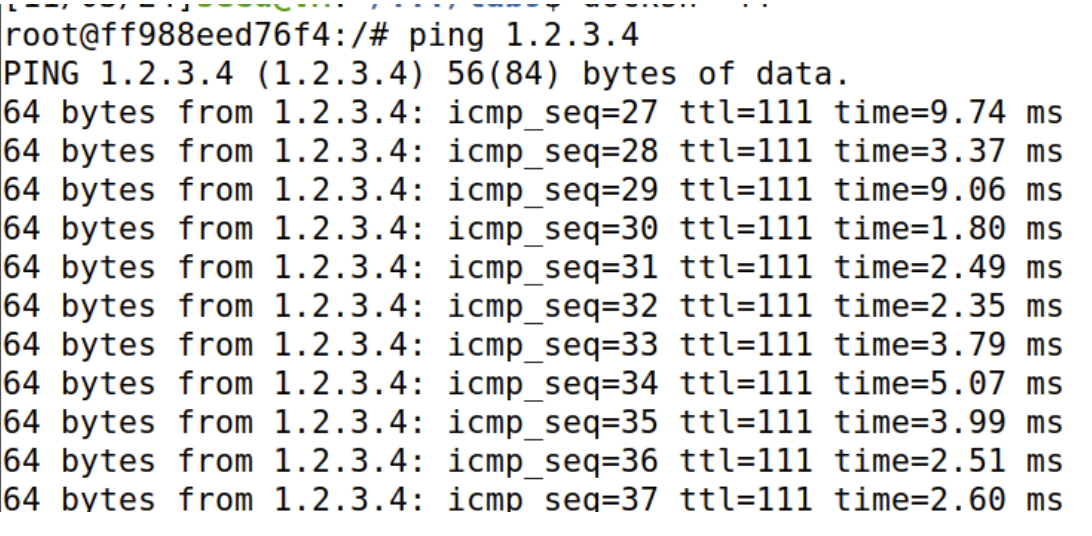 root@ff988eed76f4:/# ping 1.2.3.4
PING 1.2.3.4 (1.2.3.4) 56(84) bytes of data.
64 bytes from 1.2.3.4: icmp_seq=27 ttl=111 time=9.74 ms
64 bytes from 1.2.3.4: icmp_seq=28 ttl=111 time=3.37 ms
64 bytes from 1.2.3.4: icmp_seq=29 ttl=111 time=9.06 ms
64 bytes from 1.2.3.4: icmp_seq=30 ttl=111 time=1.80 ms
64 bytes from 1.2.3.4: icmp_seq=31 ttl=111 time=2.49 ms
64 bytes from 1.2.3.4: icmp_seq=32 ttl=111 time=2.35 ms
64 bytes from 1.2.3.4: icmp_seq=33 ttl=111 time=3.79 ms
64 bytes from 1.2.3.4: icmp_seq=34 ttl=111 time=5.07 ms
64 bytes from 1.2.3.4: icmp_seq=35 ttl=111 time=3.99 ms
64 bytes from 1.2.3.4: icmp_seq=36 ttl=111 time=2.51 ms
64 bytes from 1.2.3.4: icmp_seq=37 ttl=111 time=2.60 ms